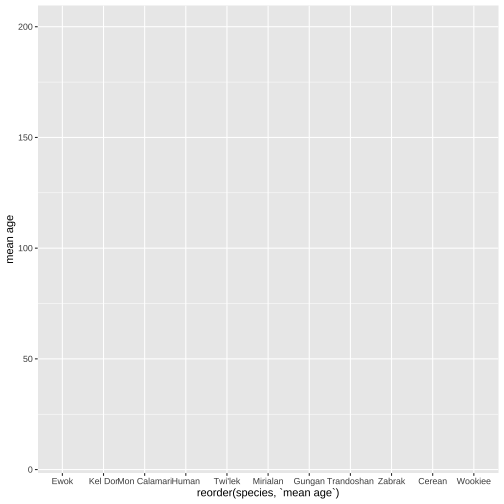 200
150
100
50
0
mean age
Ewok Kel Dor Mon Calamari Human Twi'lek Mirialan Gungan Trandoshan Zabrak Cerean Wookiee
reorder(species, `mean age`)